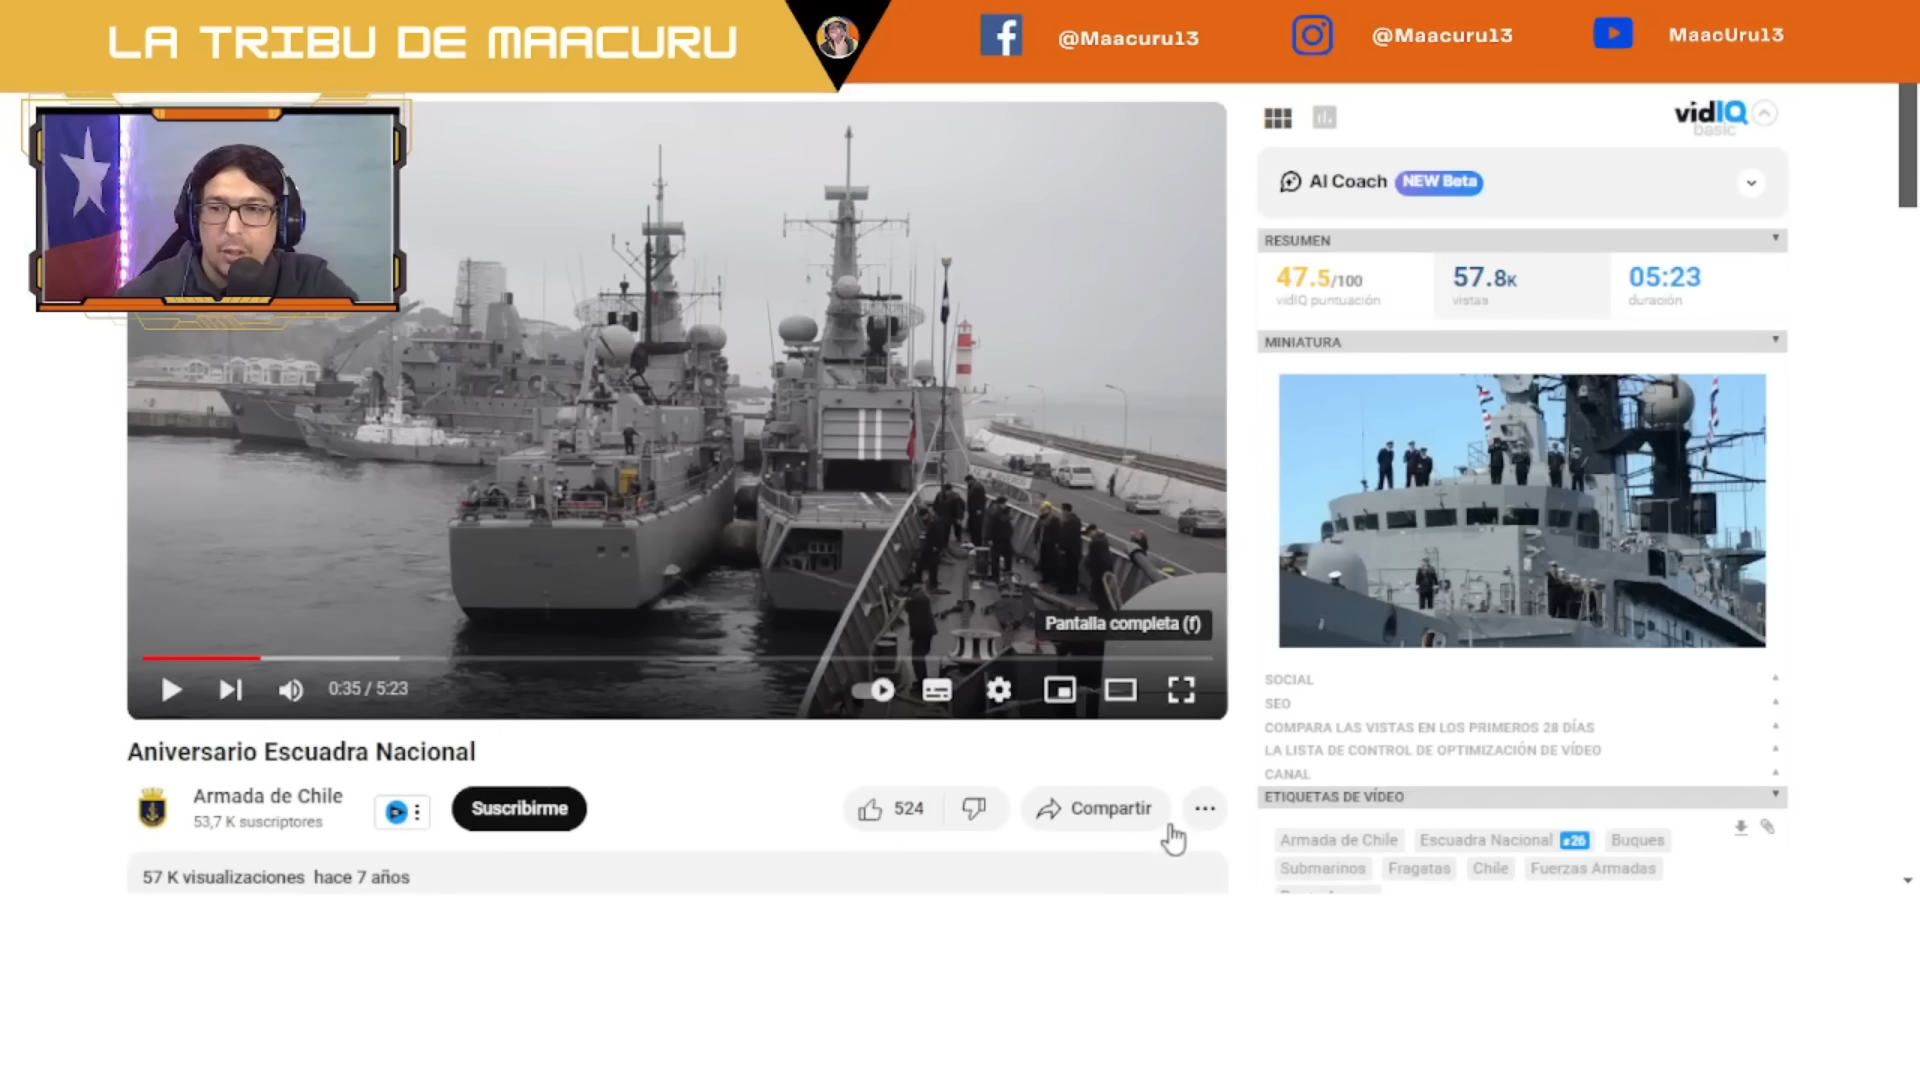 LA TRIBU DE MAACURU
@Maacuru13
@Maacuru13
MaacUru13
Pantalla completa (f)
0:35 / 5:23
Aniversario Escuadra Nacional
Armada de Chile
53,7 K suscriptores
Suscribirme
524
Compartir
57 K visualizaciones hace 7 años
vidIQ
basic
AI Coach NEW Beta
RESUMEN
47.5/100
vidIQ puntuación
57.8K
vistas
05:23
duración
MINIATURA
SOCIAL
SEO
COMPARA LAS VISTAS EN LOS PRIMEROS 28 DÍAS
LA LISTA DE CONTROL DE OPTIMIZACIÓN DE VÍDEO
CANAL
ETIQUETAS DE VÍDEO
Armada de Chile Escuadra Nacional #26 Buques
Submarinos Fragatas Chile Fuerzas Armadas